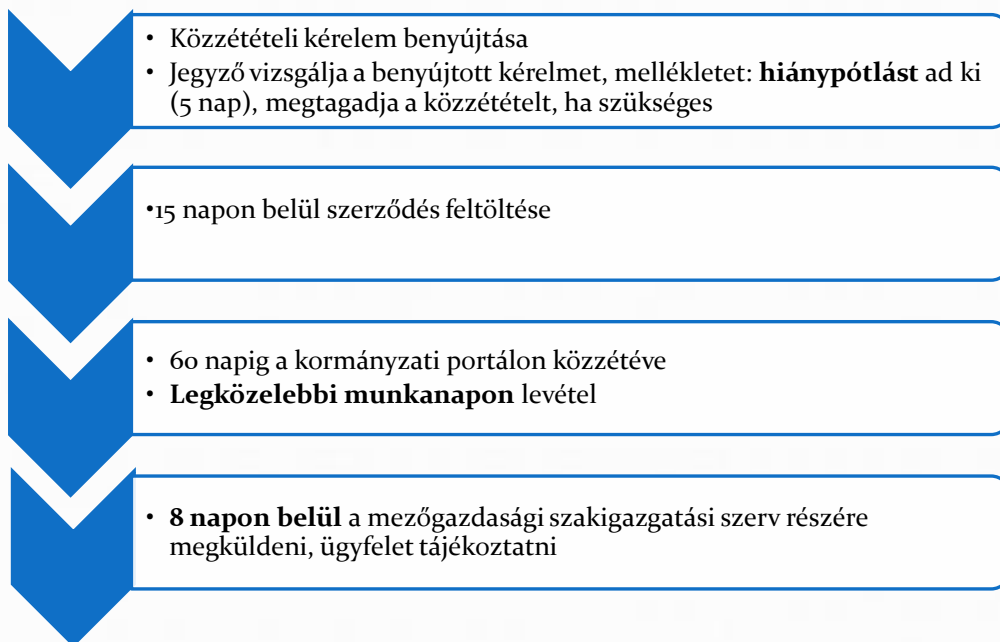 • Közzétételi kérelem benyújtása
• Jegyző vizsgálja a benyújtott kérelmet, mellékletet: hiánypótlást ad ki
(5 nap), megtagadja a közzétételt, ha szükséges
•15 napon belül szerződés feltöltése
• 60 napig a kormányzati portálon közzétéve
• Legközelebbi munkanapon levétel
• 8 napon belül a mezőgazdasági szakigazgatási szerv részére
megküldeni, ügyfelet tájékoztatni